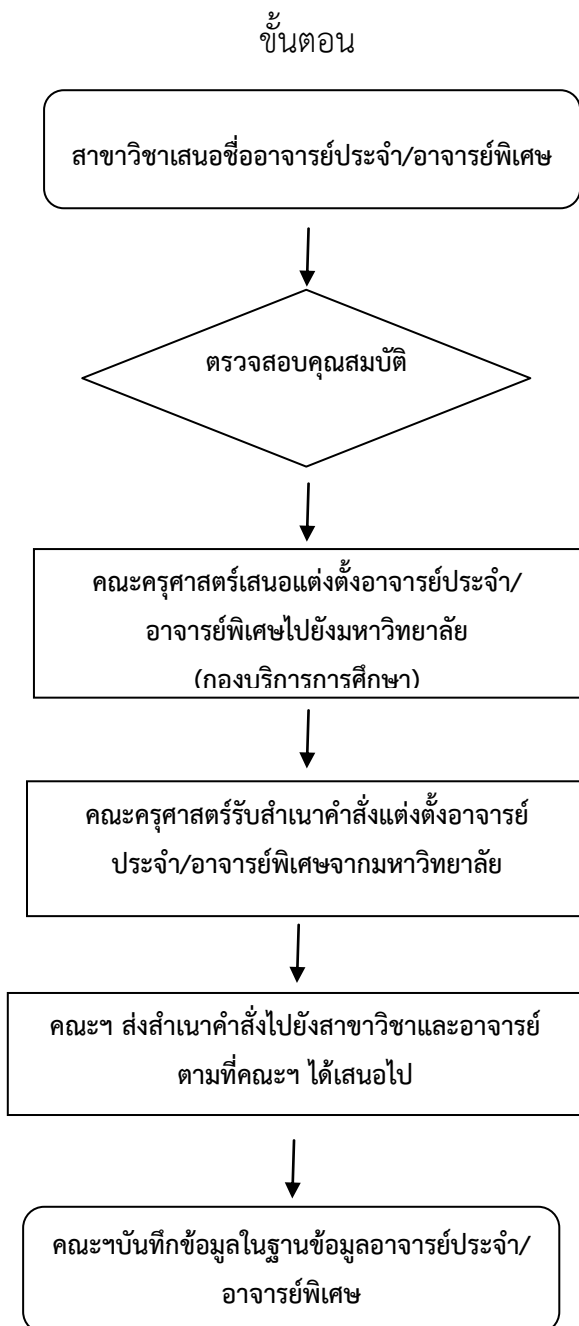 ขั้นตอน
สาขาวิชาเสนอชื่ออาจารย์ประจำ/อาจารย์พิเศษ
ตรวจสอบคุณสมบัติ
คณะครุศาสตร์เสนอแต่งตั้งอาจารย์ประจำ/
อาจารย์พิเศษไปยังมหาวิทยาลัย
(กองบริการการศึกษา)
คณะครุศาสตร์รับสำเนาคำสั่งแต่งตั้งอาจารย์
ประจำ/อาจารย์พิเศษจากมหาวิทยาลัย
คณะฯ ส่งสำเนาคำสั่งไปยังสาขาวิชาและอาจารย์
ตามที่คณะฯ ได้เสนอไป
คณะฯบันทึกข้อมูลในฐานข้อมูลอาจารย์ประจำ/
อาจารย์พิเศษ